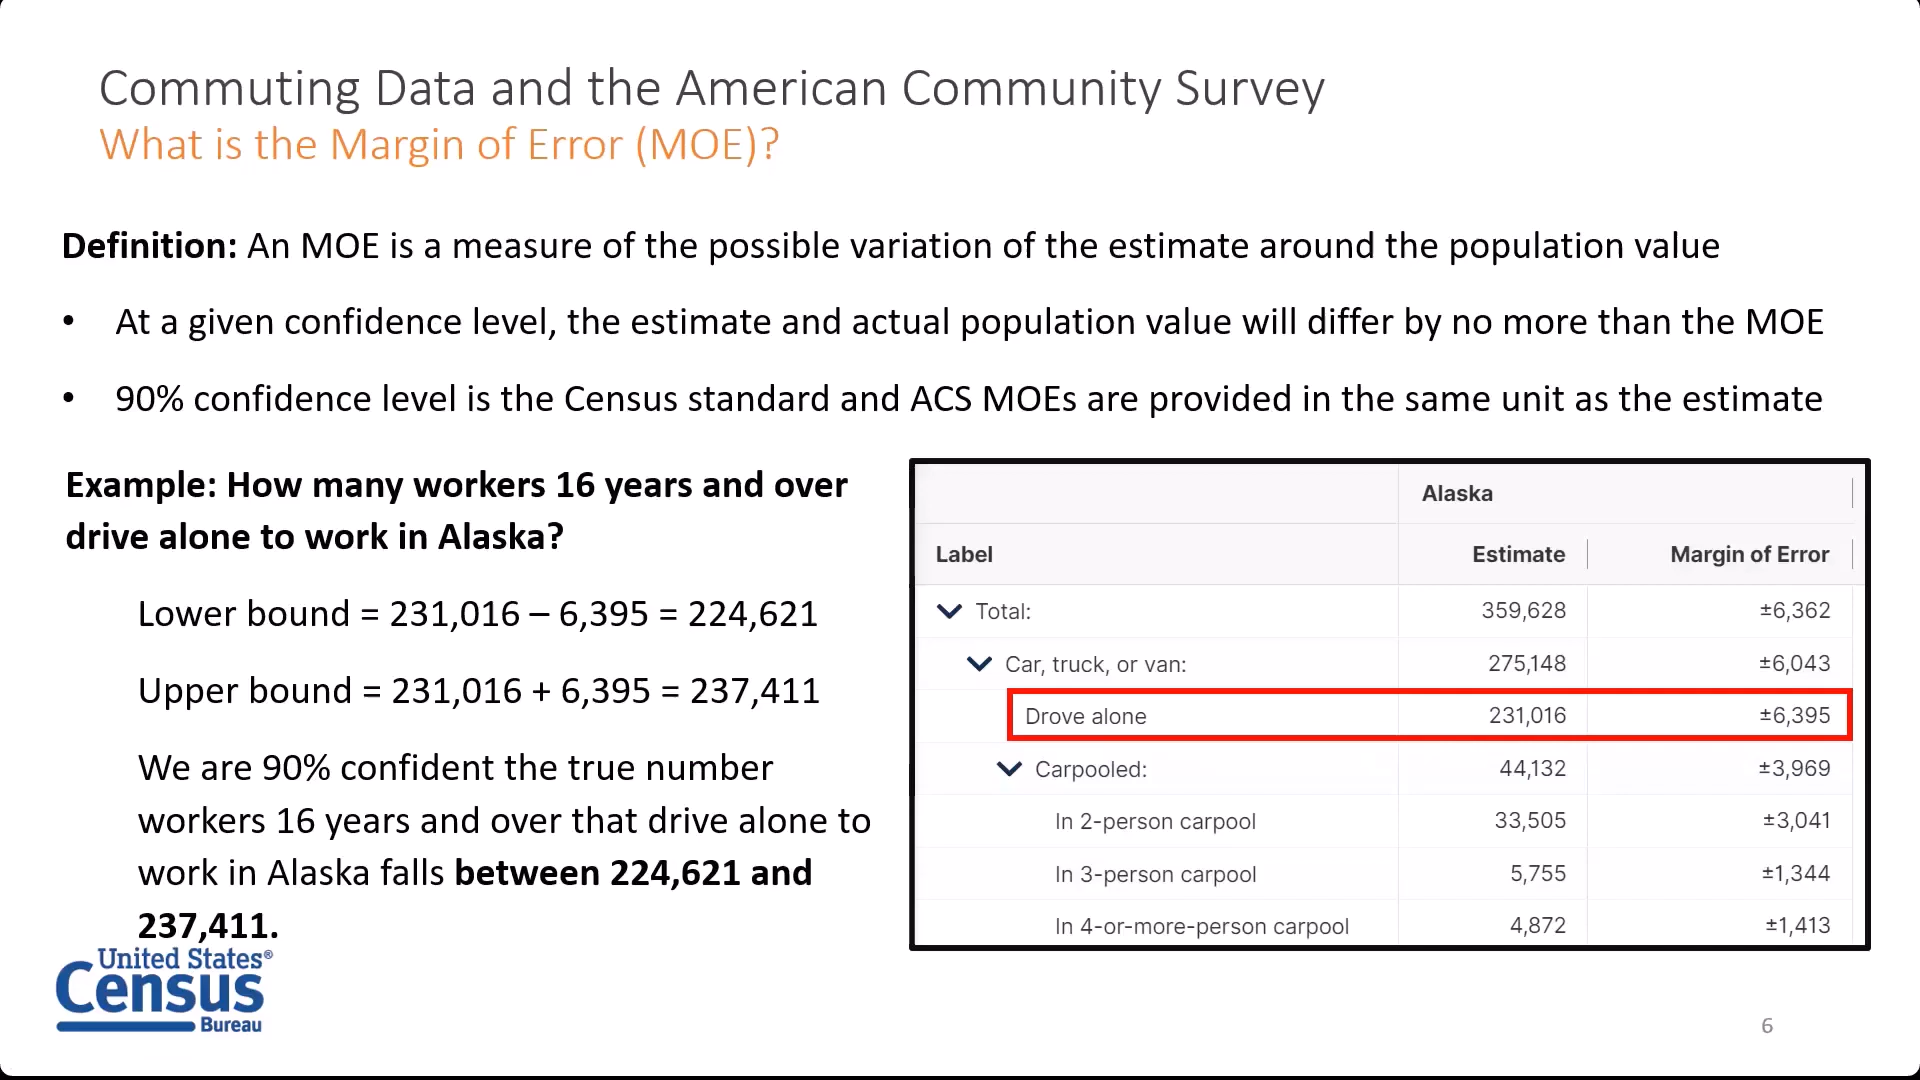 Commuting Data and the American Community Survey
What is the Margin of Error (MOE)?
Definition: An MOE is a measure of the possible variation of the estimate around the population value
• At a given confidence level, the estimate and actual population value will differ by no more than the MOE
• 90% confidence level is the Census standard and ACS MOEs are provided in the same unit as the estimate
Example: How many workers 16 years and over
drive alone to work in Alaska?
Lower bound = 231,016 – 6,395 = 224,621
Upper bound = 231,016 + 6,395 = 237,411
We are 90% confident the true number
workers 16 years and over that drive alone to
work in Alaska falls between 224,621 and
237,411.
Alaska
Label Estimate Margin of Error
Total: 359,628 ±6,362
Car, truck, or van: 275,148 ±6,043
Drove alone 231,016 ±6,395
Carpooled: 44,132 ±3,969
In 2-person carpool 33,505 ±3,041
In 3-person carpool 5,755 ±1,344
In 4-or-more-person carpool 4,872 ±1,413
United States®
Census
Bureau
6